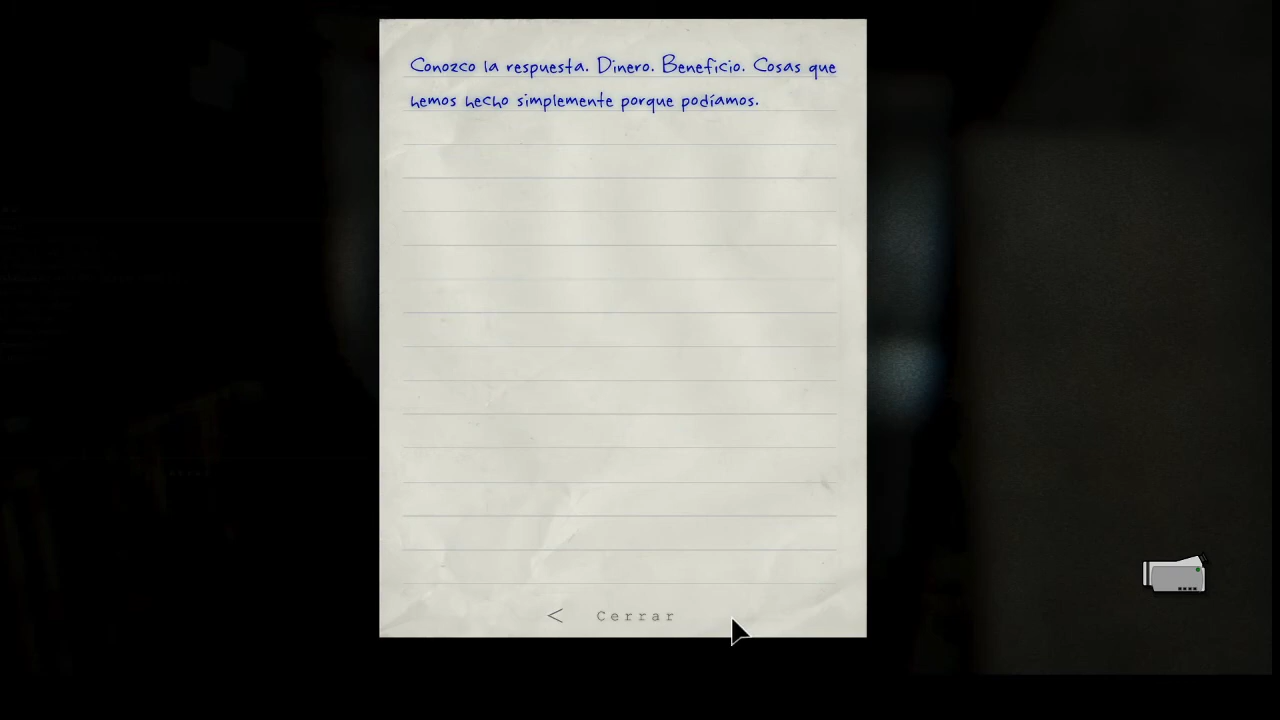 Conozco la respuesta. Dinero. Beneficio. Cosas que
hemos hecho simplemente porque podíamos.
< Cerrar